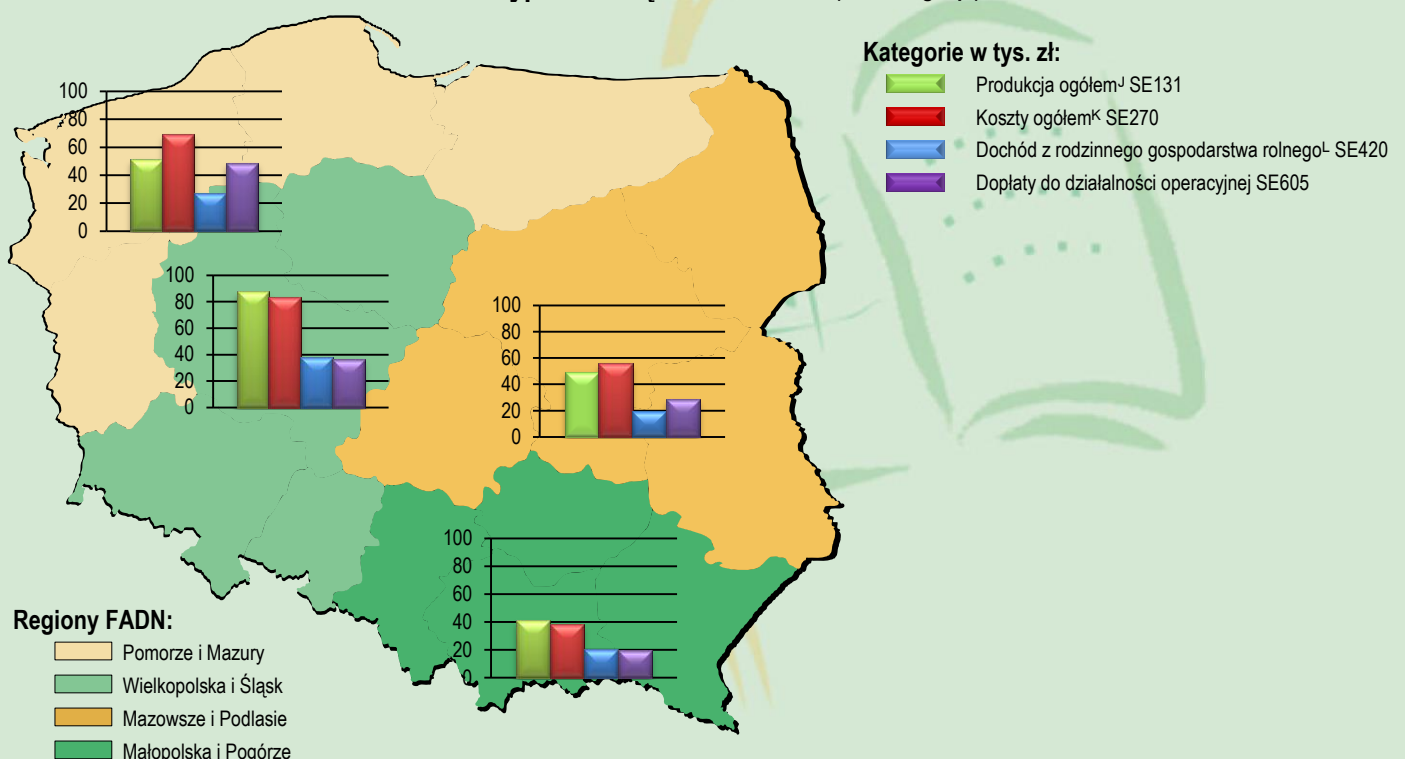 Kategorie w tys. zł:
Produkcja ogółemᴶ SE131
Koszty ogółemᴷ SE270
Dochód z rodzinnego gospodarstwa rolnegoᴸ SE420
Dopłaty do działalności operacyjnej SE605
100
80
60
40
20
0
100
80
60
40
20
0
100
80
60
40
20
0
100
80
60
40
20
0
Regiony FADN:
Pomorze i Mazury
Wielkopolska i Śląsk
Mazowsze i Podlasie
Małopolska i Pogórze